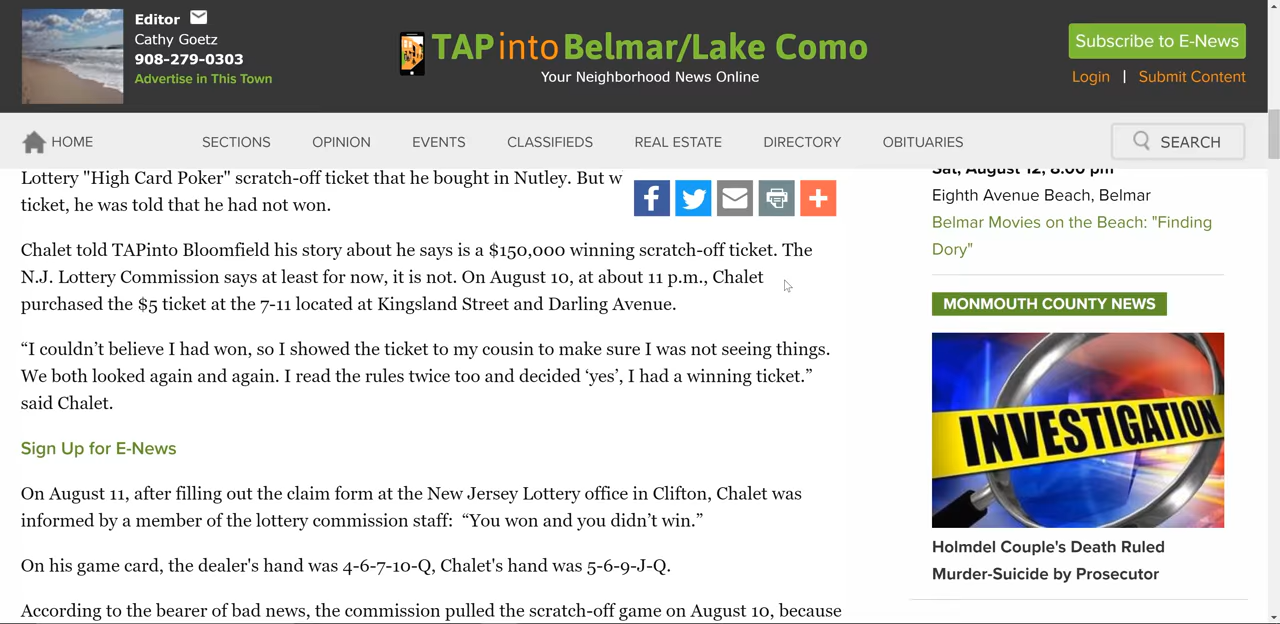 Editor
Cathy Goetz
908-279-0303
Advertise in This Town
TAPinto Belmar/Lake Como
Your Neighborhood News Online
Subscribe to E-News
Login | Submit Content
HOME
SECTIONS
OPINION
EVENTS
CLASSIFIEDS
REAL ESTATE
DIRECTORY
OBITUARIES
SEARCH
Lottery "High Card Poker" scratch-off ticket that he bought in Nutley. But w
ticket, he was told that he had not won.
Chalet told TAPinto Bloomfield his story about he says is a $150,000 winning scratch-off ticket. The
N.J. Lottery Commission says at least for now, it is not. On August 10, at about 11 p.m., Chalet
purchased the $5 ticket at the 7-11 located at Kingsland Street and Darling Avenue.
“I couldn’t believe I had won, so I showed the ticket to my cousin to make sure I was not seeing things.
We both looked again and again. I read the rules twice too and decided ‘yes’, I had a winning ticket.”
said Chalet.
Sign Up for E-News
On August 11, after filling out the claim form at the New Jersey Lottery office in Clifton, Chalet was
informed by a member of the lottery commission staff:  “You won and you didn’t win.”
On his game card, the dealer's hand was 4-6-7-10-Q, Chalet's hand was 5-6-9-J-Q.
According to the bearer of bad news, the commission pulled the scratch-off game on August 10, because
Sat, August 12, 8:00 pm
Eighth Avenue Beach, Belmar
Belmar Movies on the Beach: "Finding
Dory"
MONMOUTH COUNTY NEWS
INVESTIGATION
Holmdel Couple's Death Ruled
Murder-Suicide by Prosecutor